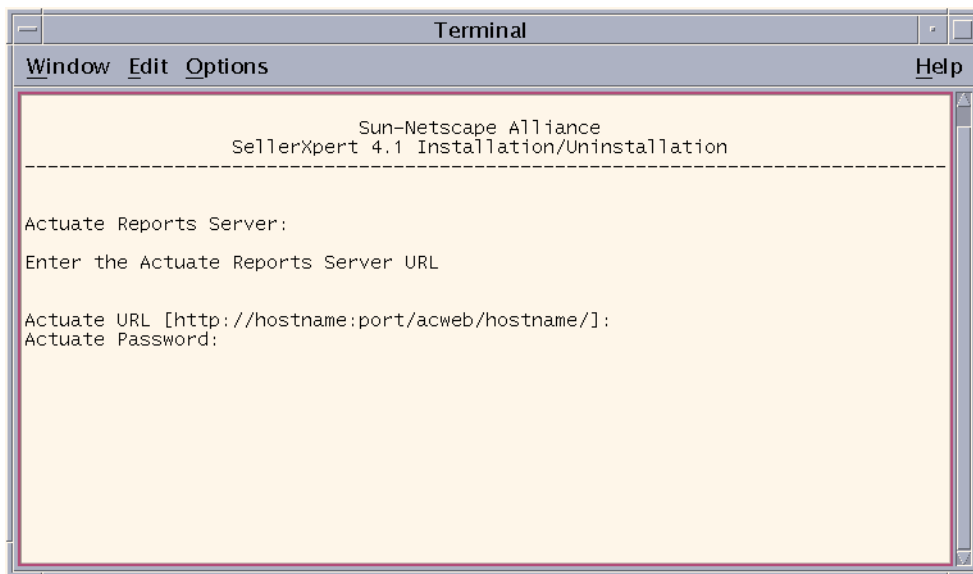 Terminal
Window Edit Options Help
Sun-Netscape Alliance
SellerXpert 4.1 Installation/Uninstallation
--------------------------------------------------------------------------------
Actuate Reports Server:
Enter the Actuate Reports Server URL
Actuate URL [http://hostname:port/acweb/hostname/]:
Actuate Password: